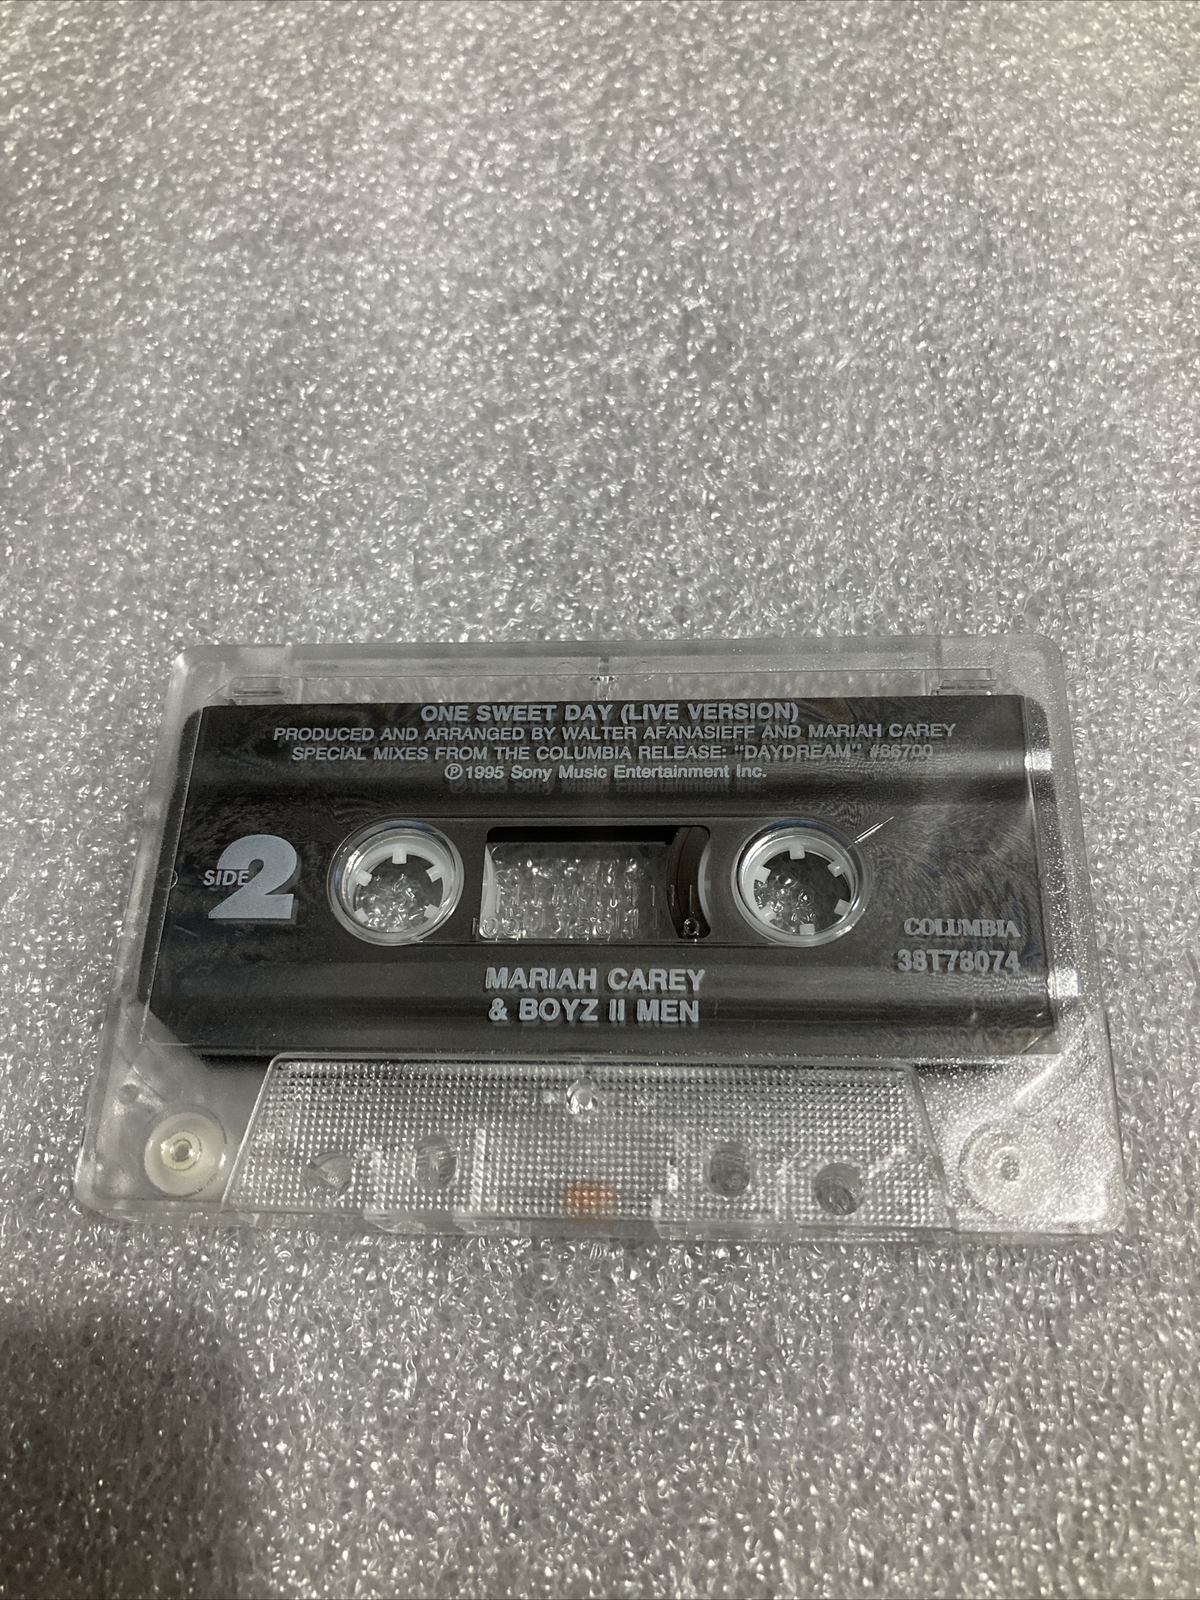 ONE SWEET DAY (LIVE VERSION)
PRODUCED AND ARRANGED BY WALTER AFANASIEFF AND MARIAH CAREY
SPECIAL MIXES FROM THE COLUMBIA RELEASE: "DAYDREAM" #66700
Ⓟ 1995 Sony Music Entertainment Inc.
SIDE 2
COLUMBIA
38T78074
MARIAH CAREY
& BOYZ II MEN